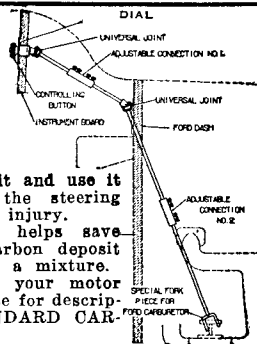 DIAL
UNIVERSAL JOINT
ADJUSTABLE CONNECTION NO. 1.
CONTROLLING
BUTTON
INSTRUMENT BOARD
UNIVERSAL JOINT
FORD DASH
it and use it
the steering
injury.
helps save
arbon deposit
a mixture.
your motor
e for descrip-
NDARD CAR-
ADJUSTABLE
CONNECTION
NO. 2.
SPECIAL FORK
PIECE FOR
FORD CARBURETOR